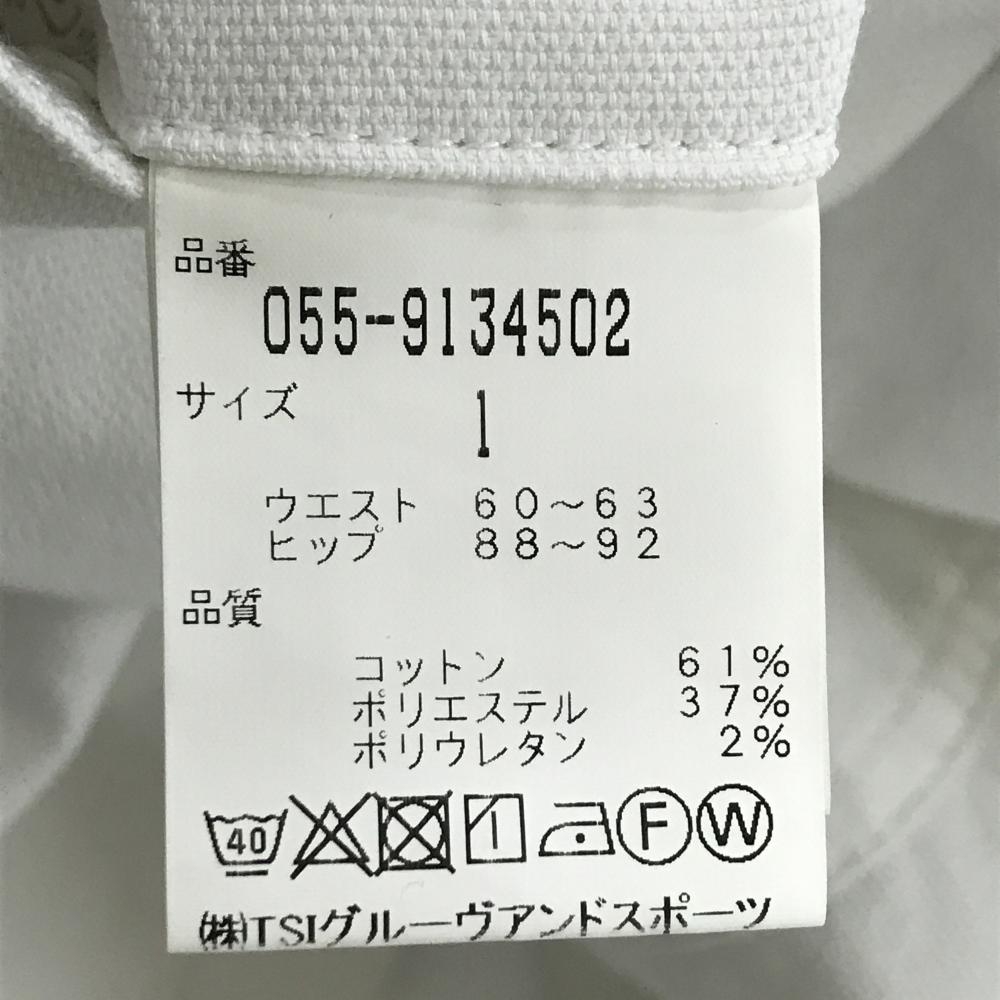 品番
055-9134502
サイズ
1
ウエスト 60～63
ヒップ 88～92
品質
コットン 61%
ポリエステル 37%
ポリウレタン 2%
40 F W
㈱TSIグルーヴアンドスポーツ